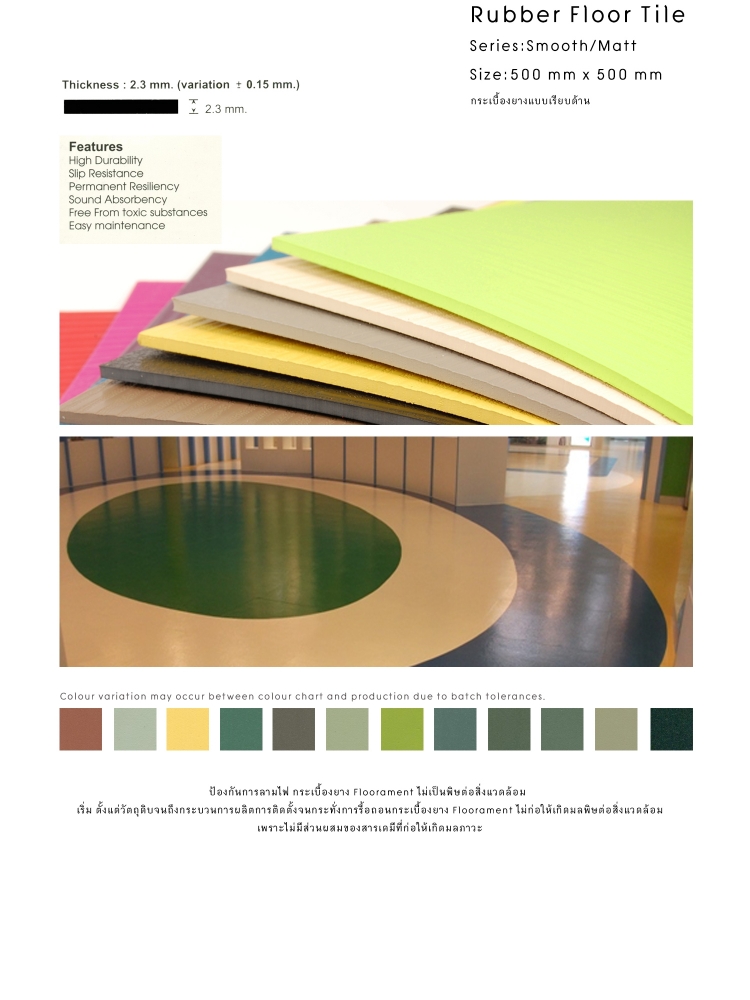 Rubber Floor Tile
Series:Smooth/Matt
Size:500 mm x 500 mm
กระเบื้องยางแบบเรียบด้าน
Thickness : 2.3 mm. (variation ± 0.15 mm.)
2.3 mm.
Features
High Durability
Slip Resistance
Permanent Resiliency
Sound Absorbency
Free From toxic substances
Easy maintenance
Colour variation may occur between colour chart and production due to batch tolerances.
ป้องกันการลามไฟ กระเบื้องยาง Floorament ไม่เป็นพิษต่อสิ่งแวดล้อม
เริ่ม ตั้งแต่วัตถุดิบจนถึงกระบวนการผลิตการติดตั้งจนกระทั่งการรื้อถอนกระเบื้องยาง Floorament ไม่ก่อให้เกิดมลพิษต่อสิ่งแวดล้อม
เพราะไม่มีส่วนผสมของสารเคมีที่ก่อให้เกิดมลภาวะ